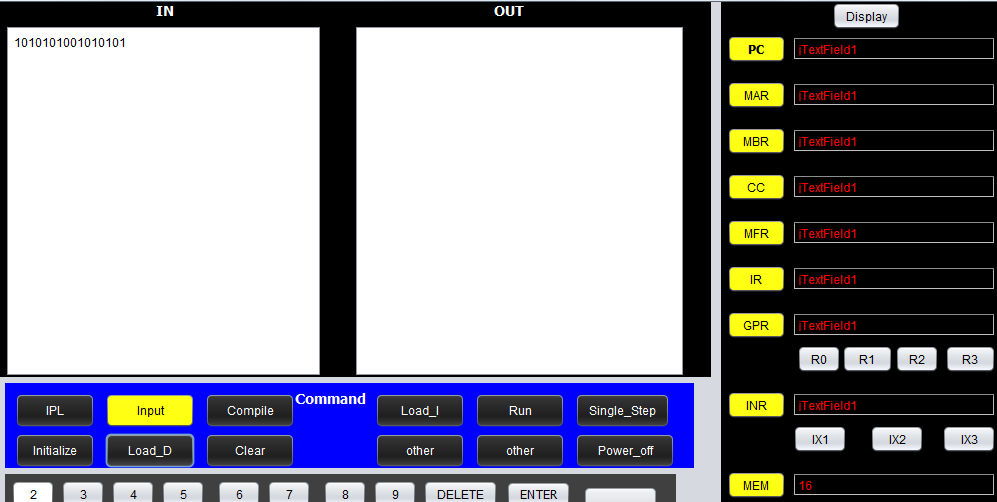 IN OUT
Display
1010101001010101
PC jTextField1
MAR jTextField1
MBR jTextField1
CC jTextField1
MFR jTextField1
IR jTextField1
GPR jTextField1
R0 R1 R2 R3
INR jTextField1
IX1 IX2 IX3
MEM 16
Command
IPL Input Compile Load_I Run Single_Step
Initialize Load_D Clear other other Power_off
2 3 4 5 6 7 8 9 DELETE ENTER